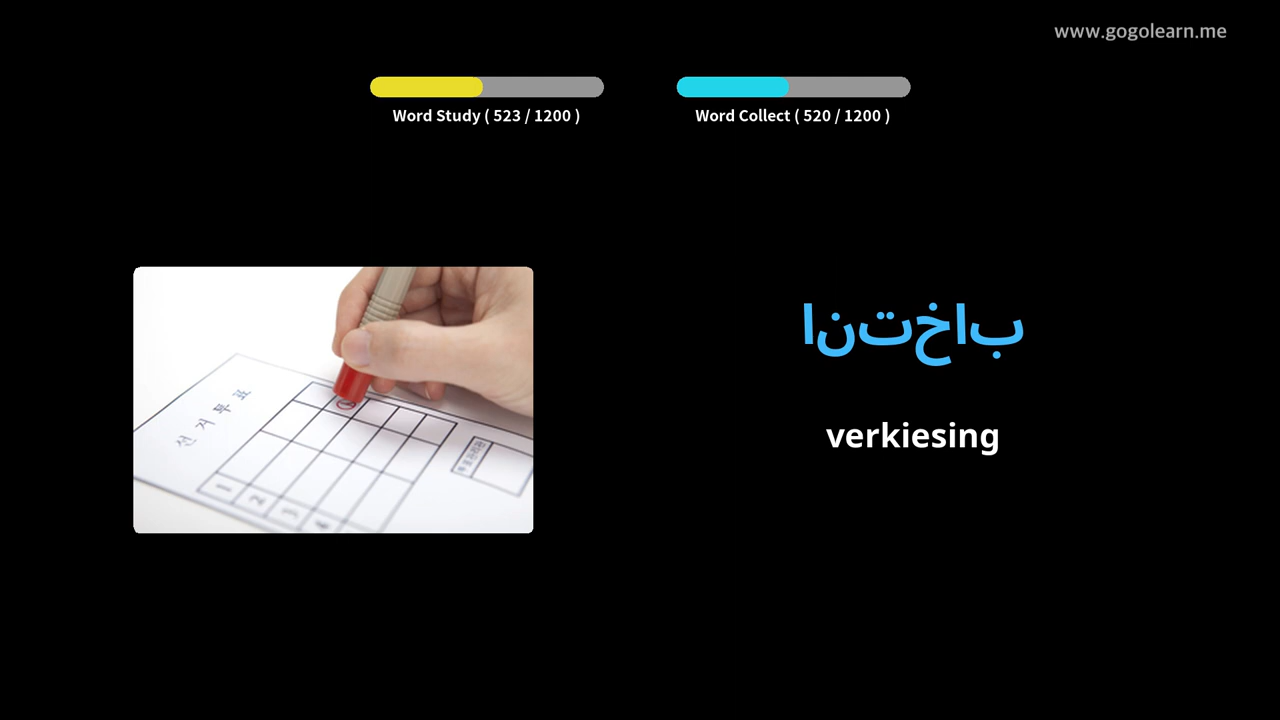 www.gogolearn.me
Word Study ( 523 / 1200 )
Word Collect ( 520 / 1200 )
انتخاب
verkiesing
선거투표
1 2 3 4